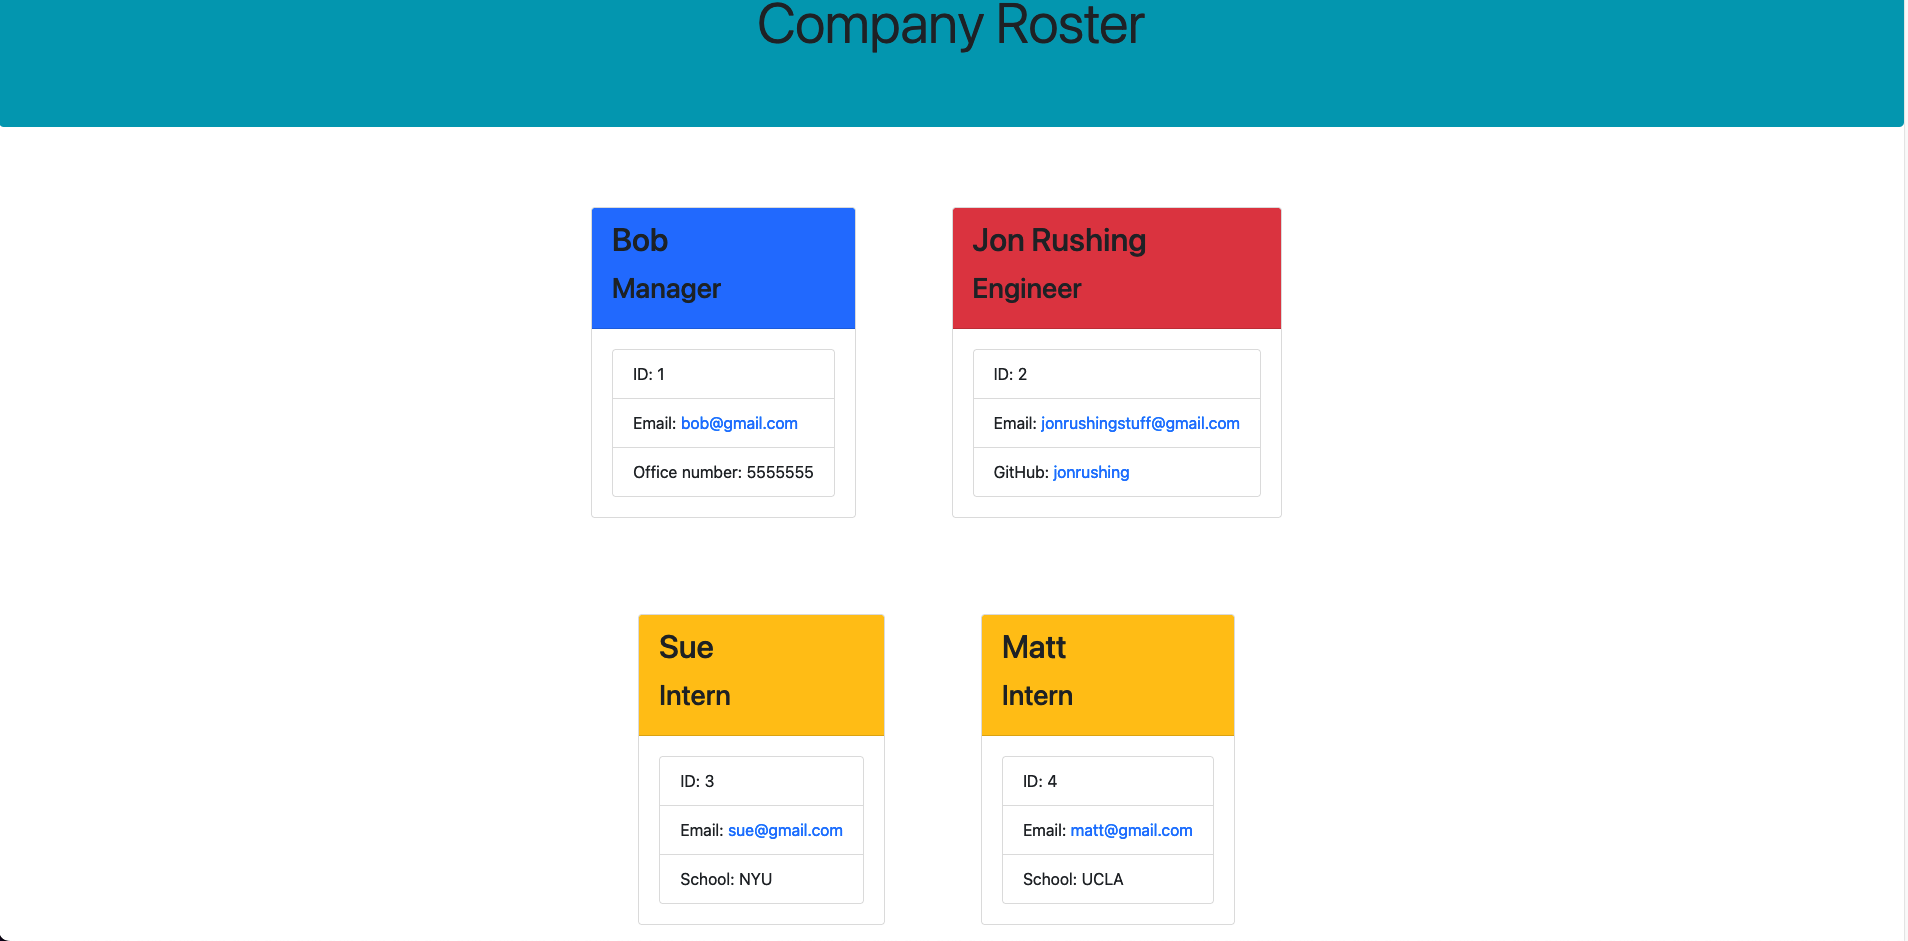 Company Roster
Bob
Manager
ID: 1
Email: bob@gmail.com
Office number: 5555555
Jon Rushing
Engineer
ID: 2
Email: jonrushingstuff@gmail.com
GitHub: jonrushing
Sue
Intern
ID: 3
Email: sue@gmail.com
School: NYU
Matt
Intern
ID: 4
Email: matt@gmail.com
School: UCLA